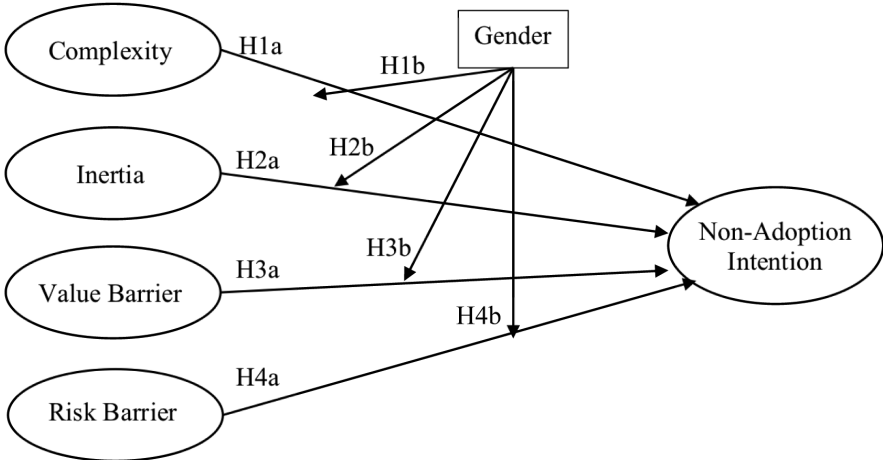 Complexity
H1a
Gender
H1b
Inertia
H2a
H2b
Non-Adoption
Intention
Value Barrier
H3a
H3b
H4b
Risk Barrier
H4a